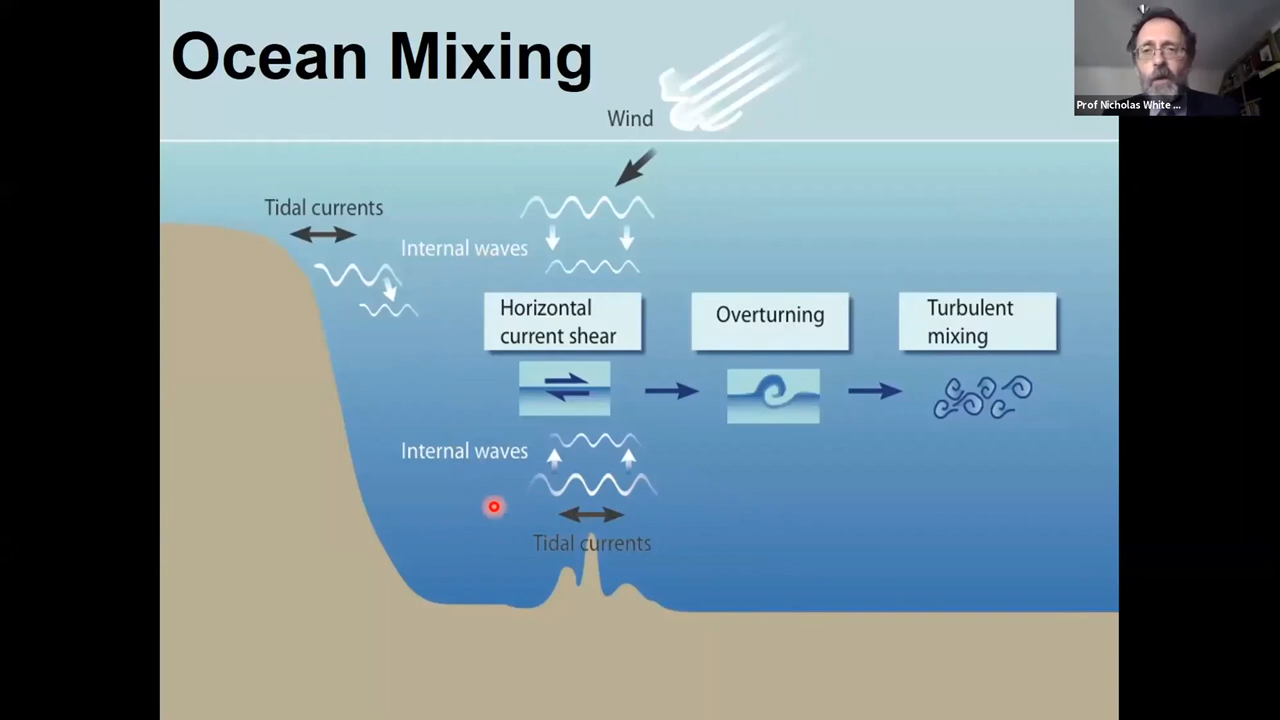 Ocean Mixing
Prof Nicholas White ...
Wind
Tidal currents
Internal waves
Horizontal
current shear
Overturning
Turbulent
mixing
Internal waves
Tidal currents